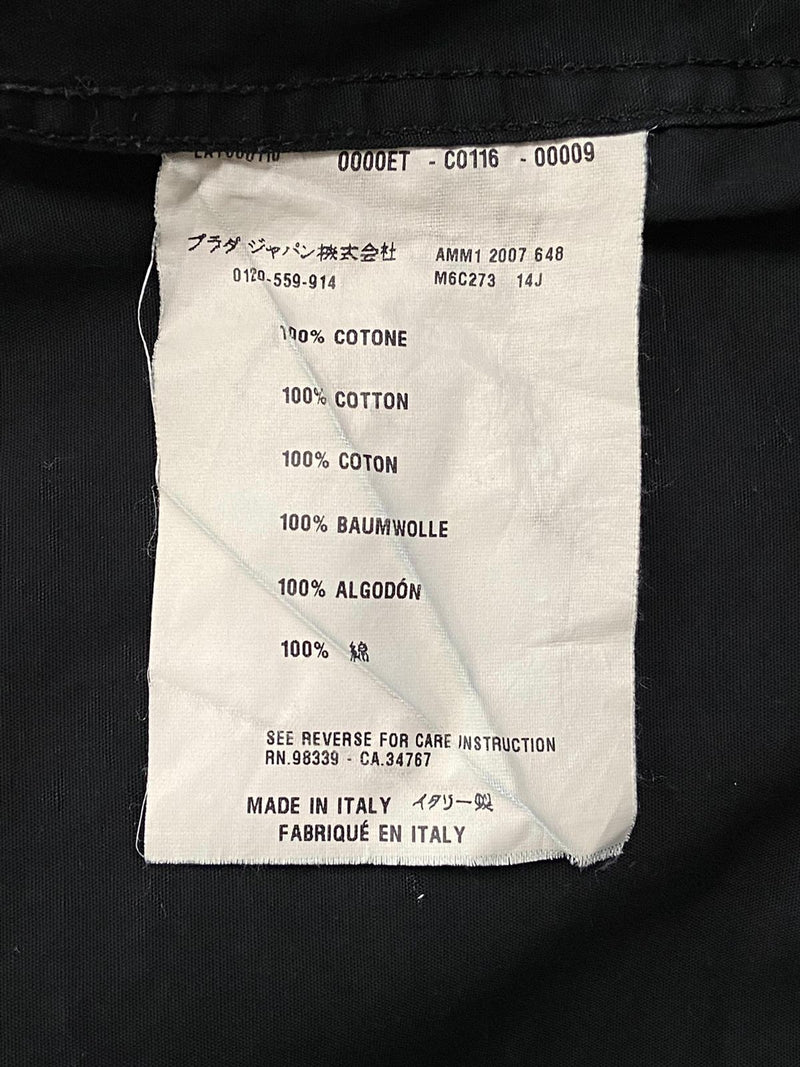 0000ET - C0116 - 00009
プラダ ジャパン株式会社 AMM1 2007 648
0120-559-914 M6C273 14J
100% COTONE
100% COTTON
100% COTON
100% BAUMWOLLE
100% ALGODÓN
100% 綿
SEE REVERSE FOR CARE INSTRUCTION
RN.98339 - CA.34767
MADE IN ITALY イタリー製
FABRIQUÉ EN ITALY